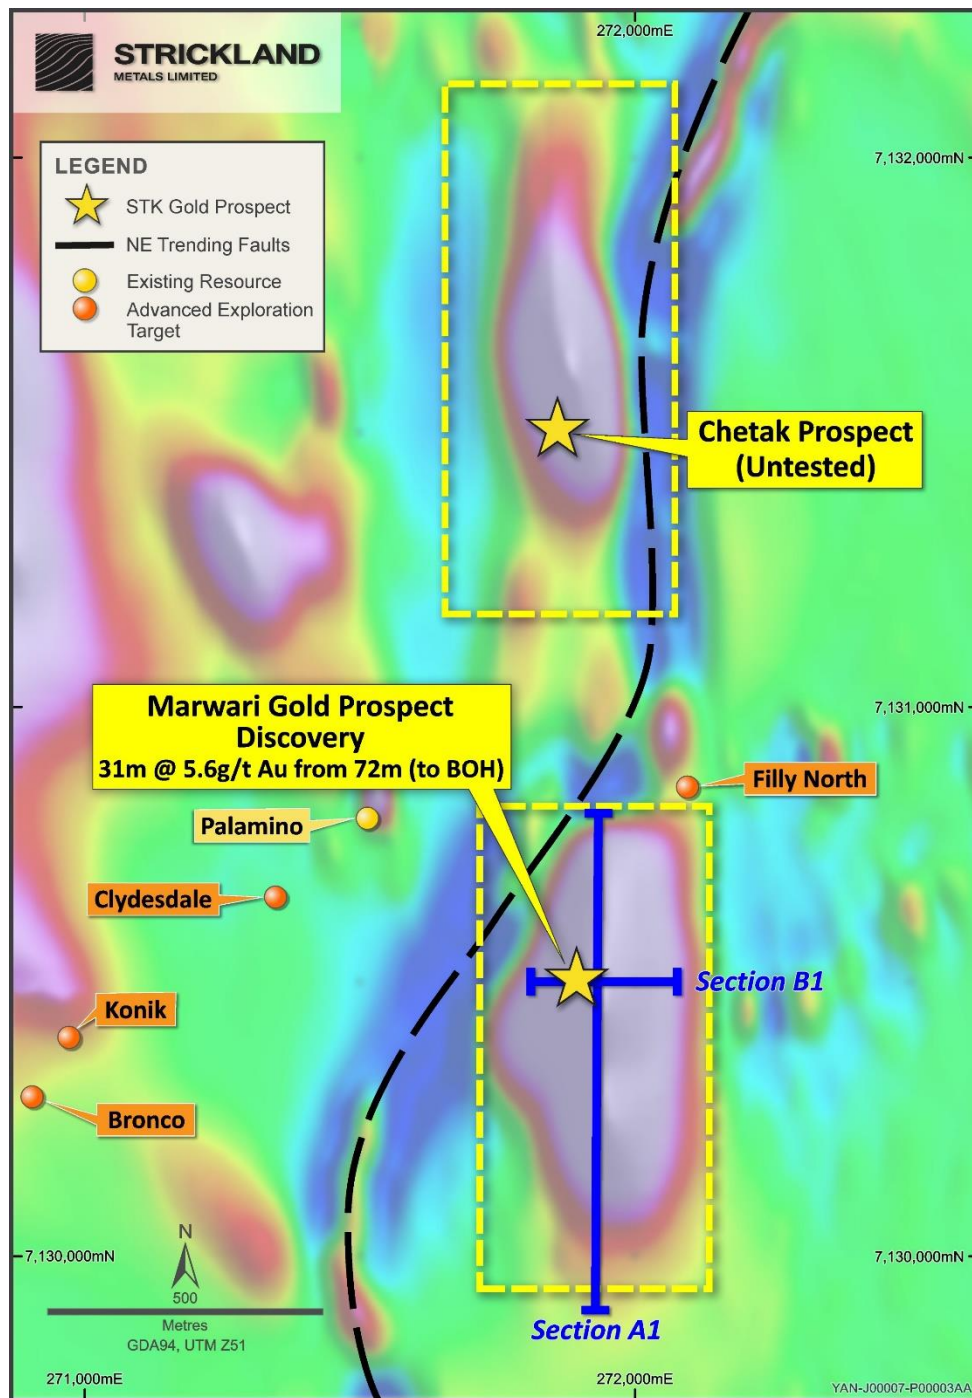 STRICKLAND
METALS LIMITED
272,000mE
7,132,000mN
LEGEND
STK Gold Prospect
NE Trending Faults
Existing Resource
Advanced Exploration
Target
Chetak Prospect
(Untested)
7,131,000mN
Marwari Gold Prospect
Discovery
31m @ 5.6g/t Au from 72m (to BOH)
Filly North
Palamino
Clydesdale
Section B1
Konik
Bronco
N
500
Metres
GDA94, UTM Z51
7,130,000mN
7,130,000mN
Section A1
271,000mE
272,000mE
YAN-J00007-P00003AA